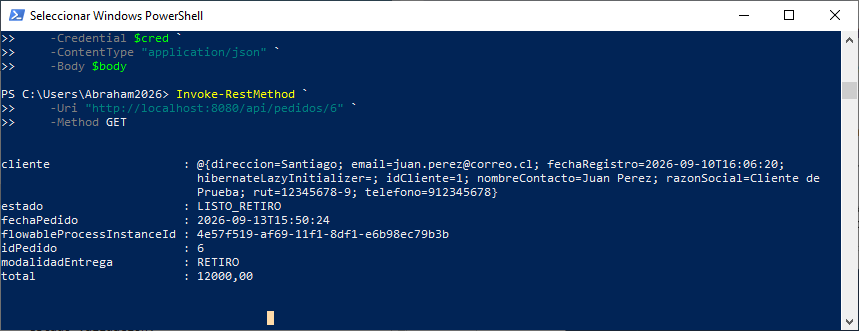 Seleccionar Windows PowerShell
>>     -Credential $cred `
>>     -ContentType "application/json" `
>>     -Body $body
PS C:\Users\Abraham2026> Invoke-RestMethod `
>>     -Uri "http://localhost:8080/api/pedidos/6" `
>>     -Method GET
cliente                   : @{direccion=Santiago; email=juan.perez@correo.cl; fechaRegistro=2026-09-10T16:06:20;
                            hibernateLazyInitializer=; idCliente=1; nombreContacto=Juan Perez; razonSocial=Cliente de
                            Prueba; rut=12345678-9; telefono=912345678}
estado                    : LISTO_RETIRO
fechaPedido               : 2026-09-13T15:50:24
flowableProcessInstanceId : 4e57f519-af69-11f1-8df1-e6b98ec79b3b
idPedido                  : 6
modalidadEntrega          : RETIRO
total                     : 12000,00